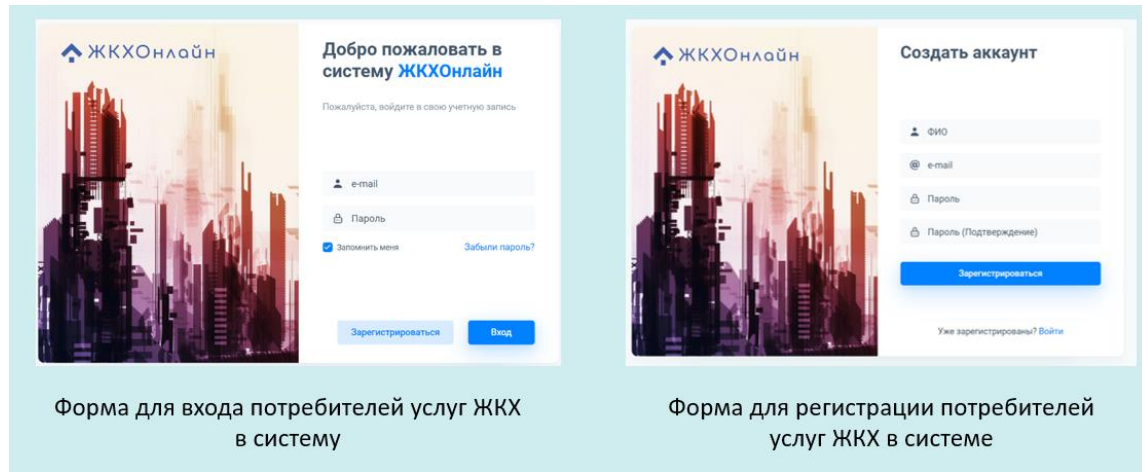 ЖКХОнлайн
Добро пожаловать в
систему ЖКХОнлайн
Пожалуйста, войдите в свою учетную запись
e-mail
Пароль
Запомнить меня
Забыли пароль?
Зарегистрироваться
Вход
Форма для входа потребителей услуг ЖКХ
в систему
ЖКХОнлайн
Создать аккаунт
ФИО
@ e-mail
Пароль
Пароль (Подтверждение)
Зарегистрироваться
Уже зарегистрированы? Войти
Форма для регистрации потребителей
услуг ЖКХ в системе